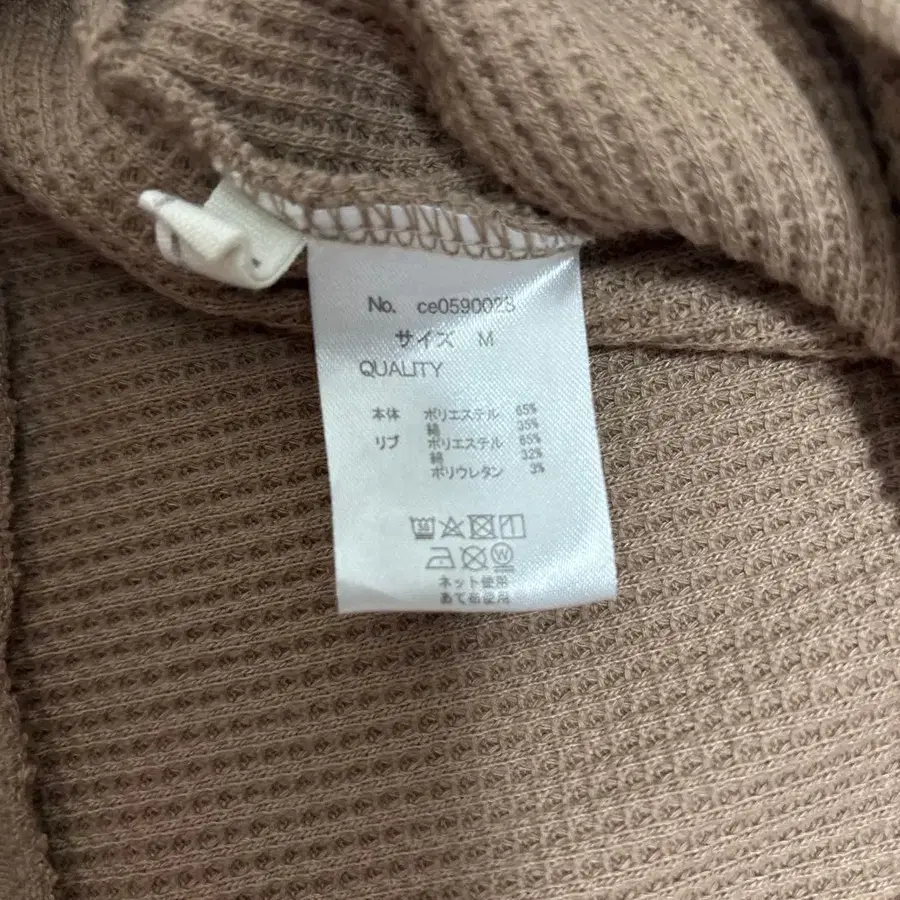 No. ce0590028
サイズ M
QUALITY
本体 ポリエステル 65%
綿 35%
リブ ポリエステル 65%
綿 32%
ポリウレタン 3%
ネット使用
あて布使用